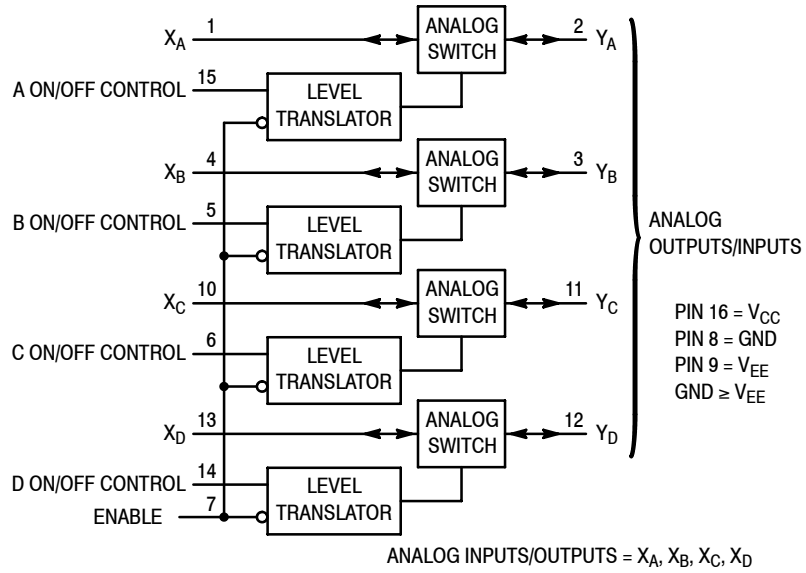 X_A 1 ANALOG SWITCH 2 Y_A
A ON/OFF CONTROL 15 LEVEL TRANSLATOR
X_B 4 ANALOG SWITCH 3 Y_B
B ON/OFF CONTROL 5 LEVEL TRANSLATOR
ANALOG OUTPUTS/INPUTS
X_C 10 ANALOG SWITCH 11 Y_C
PIN 16 = V_CC
PIN 8 = GND
PIN 9 = V_EE
GND ≥ V_EE
C ON/OFF CONTROL 6 LEVEL TRANSLATOR
X_D 13 ANALOG SWITCH 12 Y_D
D ON/OFF CONTROL 14 LEVEL TRANSLATOR
ENABLE 7
ANALOG INPUTS/OUTPUTS = X_A, X_B, X_C, X_D